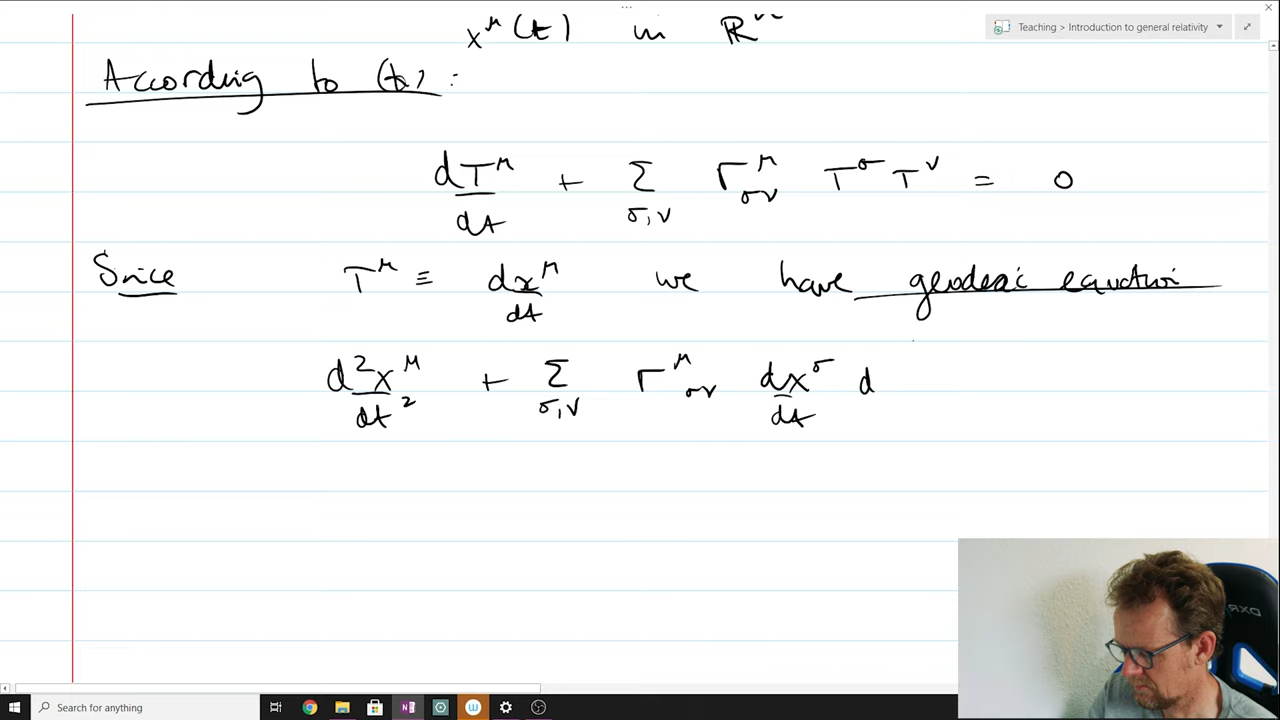 x^μ(t) in ℝ^n
Teaching > Introduction to general relativity
According to (*) :
dT^μ/dt + Σ_{σ,ν} Γ^μ_{σν} T^σ T^ν = 0
Since T^μ ≡ dx^μ/dt we have geodesic equation
d²x^μ/dt² + Σ_{σ,ν} Γ^μ_{σν} dx^σ/dt d
DXR
Search for anything